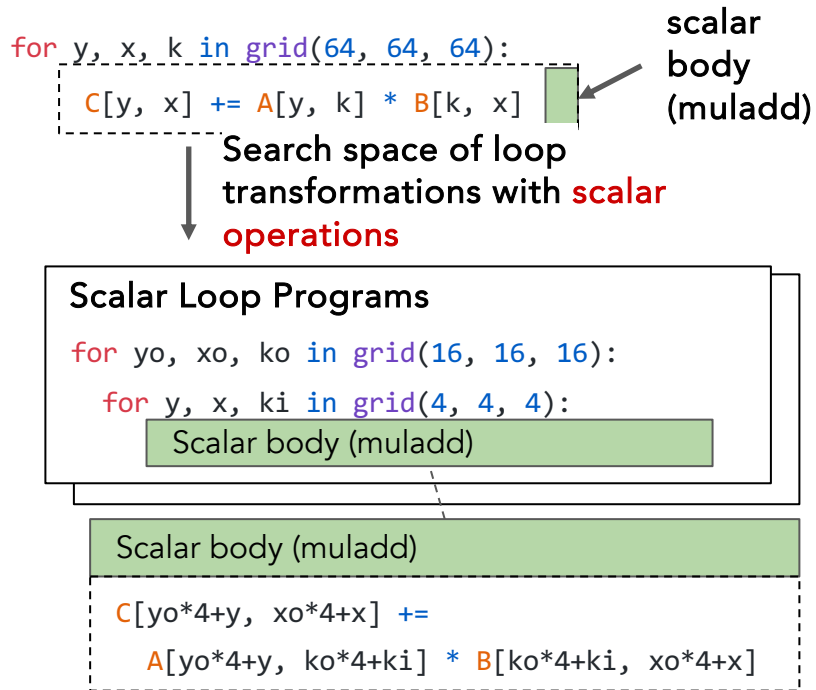 for y, x, k in grid(64, 64, 64):
C[y, x] += A[y, k] * B[k, x]
scalar
body
(muladd)
Search space of loop
transformations with scalar
operations
Scalar Loop Programs
for yo, xo, ko in grid(16, 16, 16):
for y, x, ki in grid(4, 4, 4):
Scalar body (muladd)
Scalar body (muladd)
C[yo*4+y, xo*4+x] +=
A[yo*4+y, ko*4+ki] * B[ko*4+ki, xo*4+x]